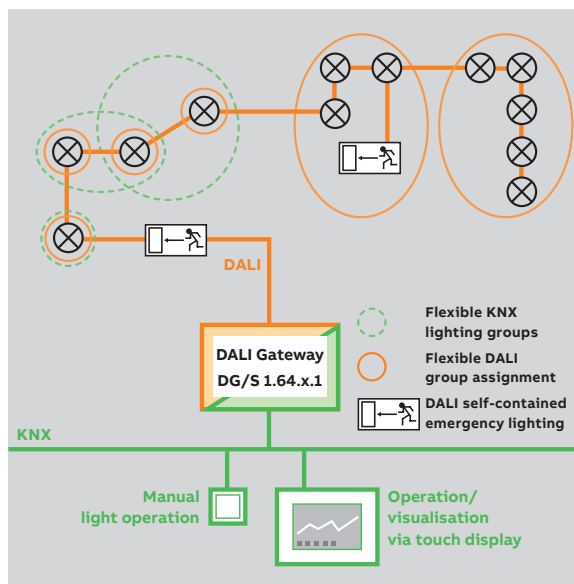 DALI
DALI Gateway
DG/S 1.64.x.1
Flexible KNX
lighting groups
Flexible DALI
group assignment
DALI self-contained
emergency lighting
KNX
Manual
light operation
Operation/
visualisation
via touch display